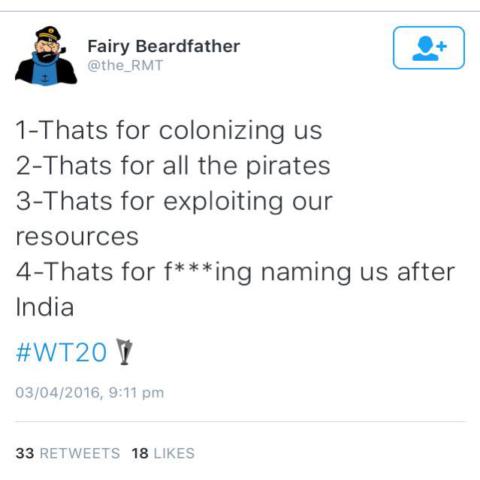 Fairy Beardfather
@the_RMT
1-Thats for colonizing us
2-Thats for all the pirates
3-Thats for exploiting our
resources
4-Thats for f***ing naming us after
India
#WT20
03/04/2016, 9:11 pm
33 RETWEETS 18 LIKES